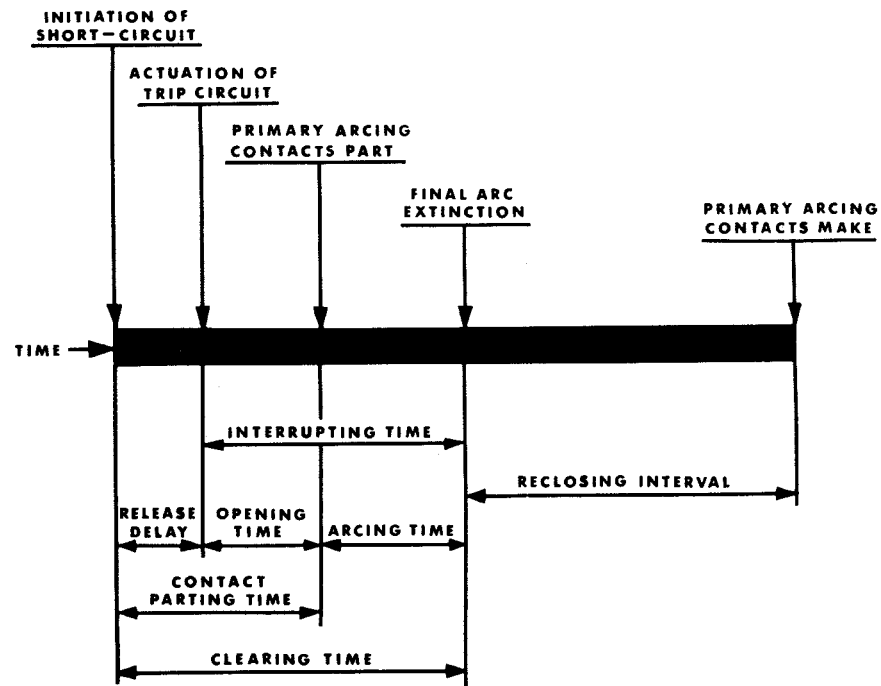 INITIATION OF
SHORT-CIRCUIT
ACTUATION OF
TRIP CIRCUIT
PRIMARY ARCING
CONTACTS PART
FINAL ARC
EXTINCTION
PRIMARY ARCING
CONTACTS MAKE
TIME
INTERRUPTING TIME
RECLOSING INTERVAL
RELEASE
DELAY
OPENING
TIME
ARCING TIME
CONTACT
PARTING TIME
CLEARING TIME